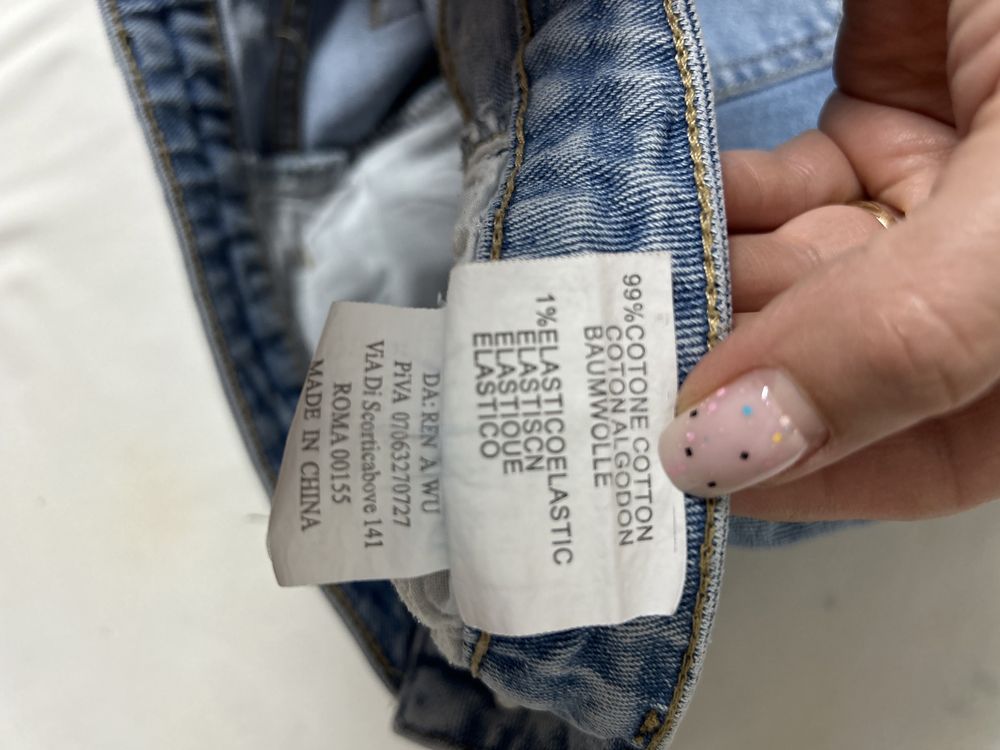 99%COTONE COTTON
COTON ALGODON
BAUMWOLLE
1%ELASTICOELASTIC
ELASTISCN
ELASTIQUE
ELASTICO
DA: REN A WU
PiVA 07063270727
ViA Di Scorticabove 141
ROMA 00155
MADE IN CHINA